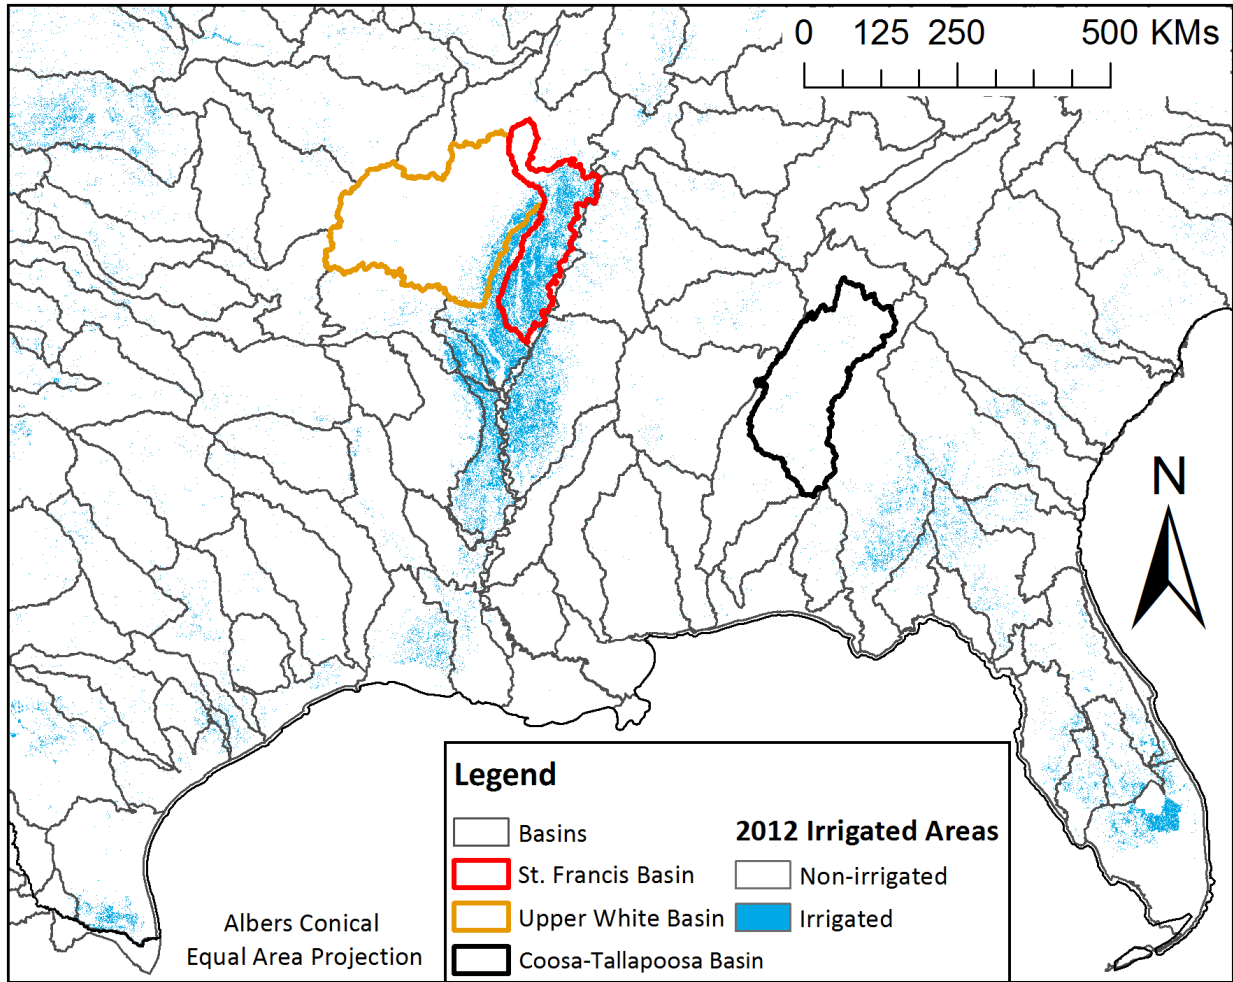 0 125 250 500 KMs
N
Legend
Basins
St. Francis Basin
Upper White Basin
Coosa-Tallapoosa Basin
2012 Irrigated Areas
Non-irrigated
Irrigated
Albers Conical
Equal Area Projection